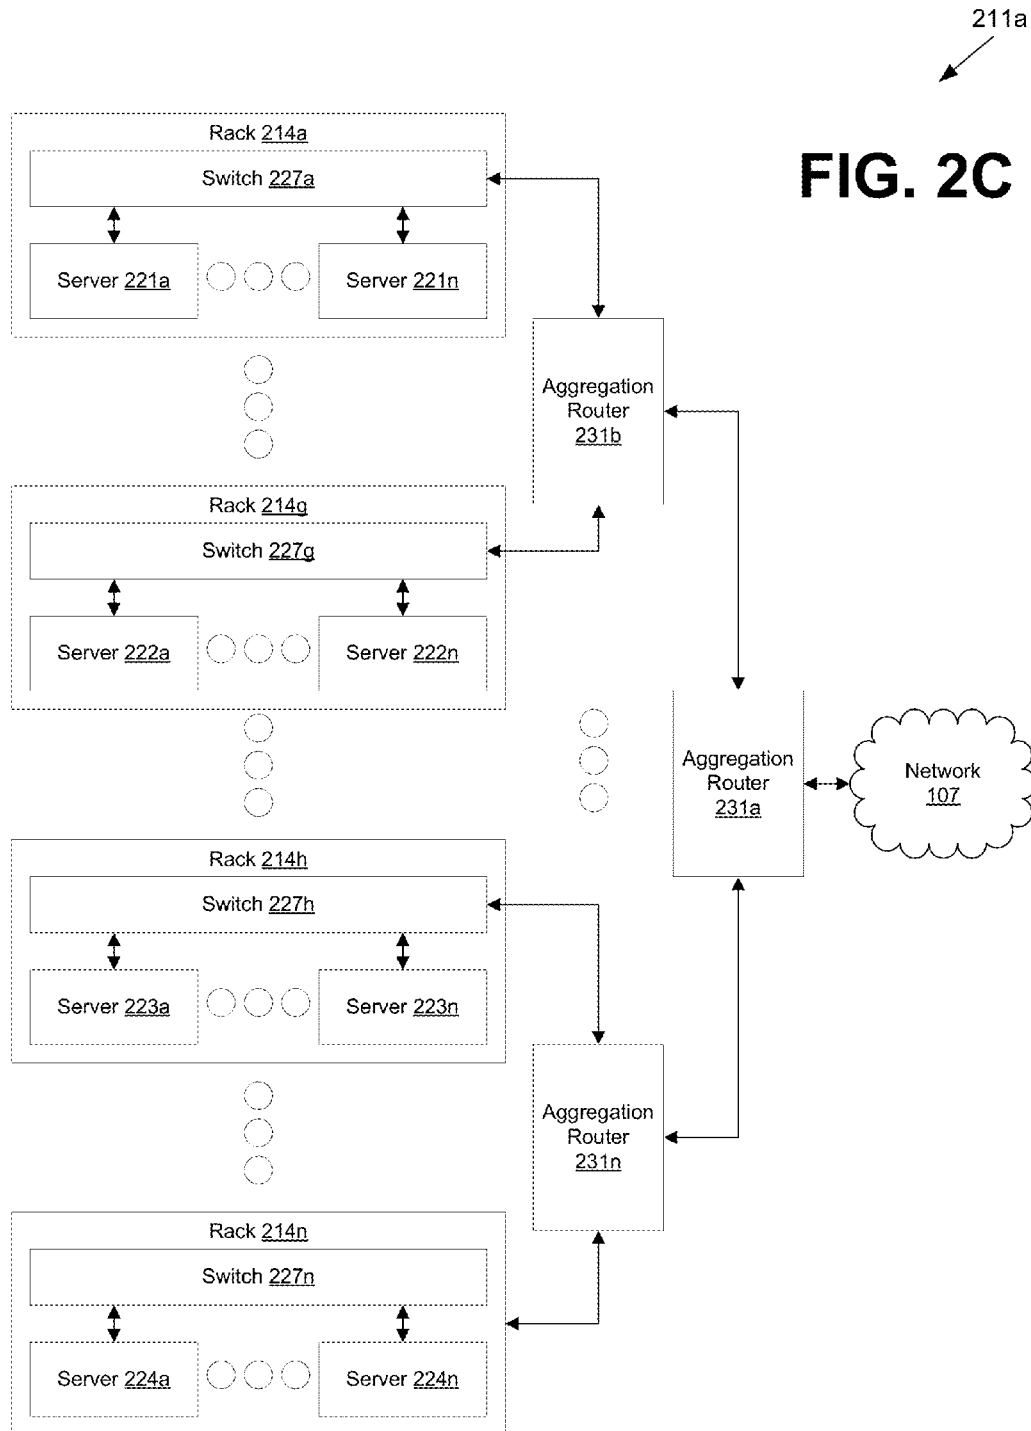 211a
FIG. 2C
Rack 214a
Switch 227a
Server 221a
Server 221n
Aggregation
Router
231b
Rack 214g
Switch 227g
Server 222a
Server 222n
Aggregation
Router
231a
Network
107
Rack 214h
Switch 227h
Server 223a
Server 223n
Aggregation
Router
231n
Rack 214n
Switch 227n
Server 224a
Server 224n